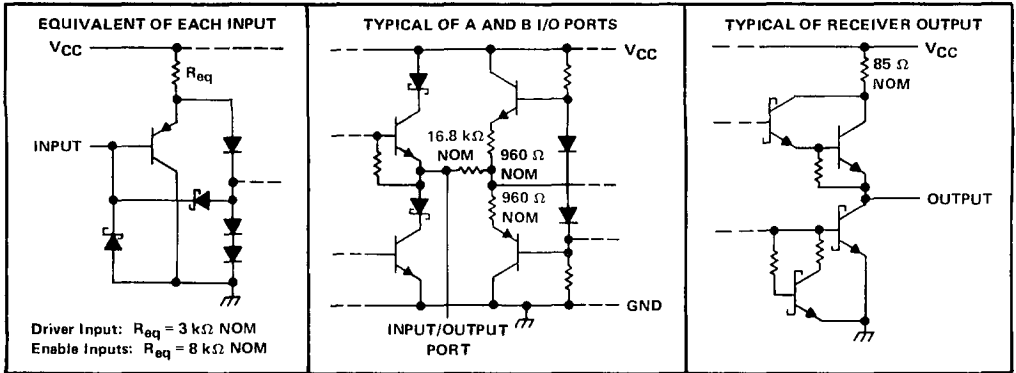 EQUIVALENT OF EACH INPUT
VCC
Req
INPUT
Driver Input: Req = 3 kΩ NOM
Enable Inputs: Req = 8 kΩ NOM
TYPICAL OF A AND B I/O PORTS
VCC
16.8 kΩ
NOM
960 Ω
NOM
960 Ω
NOM
GND
INPUT/OUTPUT
PORT
TYPICAL OF RECEIVER OUTPUT
VCC
85 Ω
NOM
OUTPUT